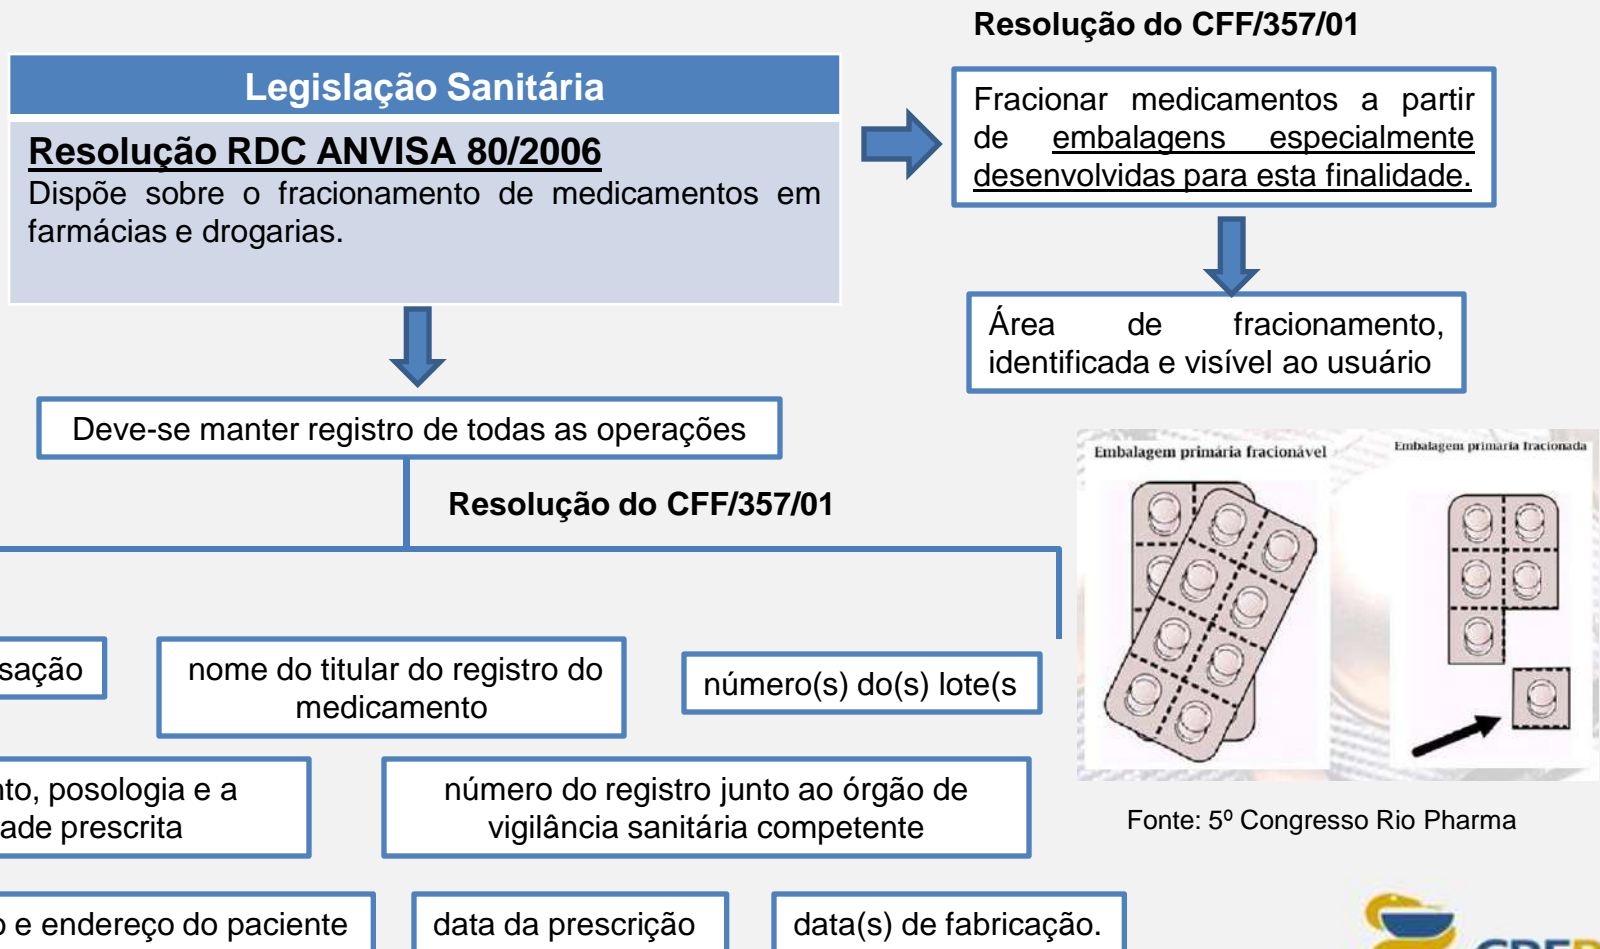 Resolução do CFF/357/01
Legislação Sanitária
Resolução RDC ANVISA 80/2006
Dispõe sobre o fracionamento de medicamentos em
farmácias e drogarias.
Fracionar medicamentos a partir
de embalagens especialmente
desenvolvidas para esta finalidade.
Área de fracionamento,
identificada e visível ao usuário
Deve-se manter registro de todas as operações
Resolução do CFF/357/01
Embalagem primária fracionável
Embalagem primária fracionada
nome do titular do registro do
medicamento
número(s) do(s) lote(s
posologia e a
prescrita
número do registro junto ao órgão de
vigilância sanitária competente
Fonte: 5º Congresso Rio Pharma
e endereço do paciente
data da prescrição
data(s) de fabricação.